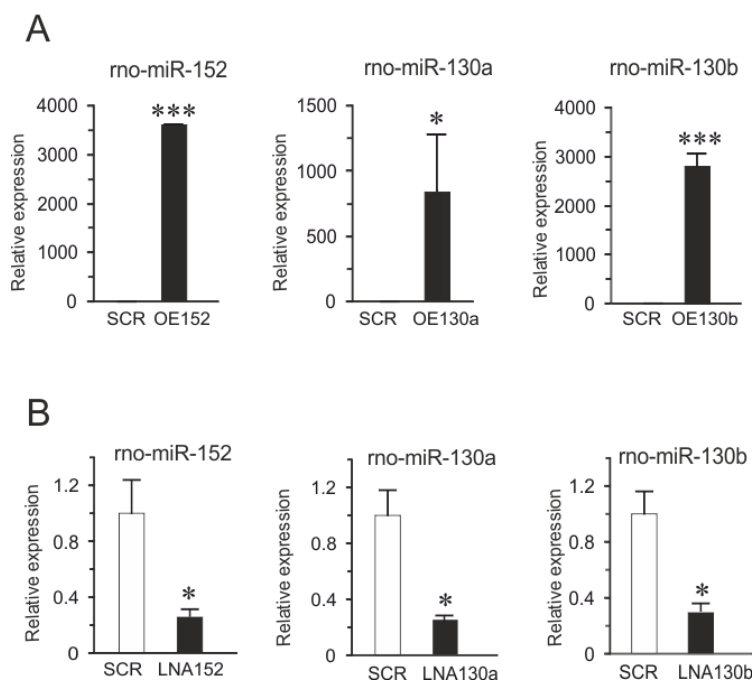 A
rno-miR-152
rno-miR-130a
rno-miR-130b
Relative expression
4000
3000
2000
1000
0
***
SCR OE152
Relative expression
1500
1000
750
500
250
0
*
SCR OE130a
Relative expression
4000
3000
2000
1000
0
***
SCR OE130b
B
rno-miR-152
rno-miR-130a
rno-miR-130b
Relative expression
1.2
0.8
0.4
0
*
SCR LNA152
Relative expression
1.2
0.8
0.4
0
*
SCR LNA130a
Relative expression
1.2
0.8
0.4
0
*
SCR LNA130b